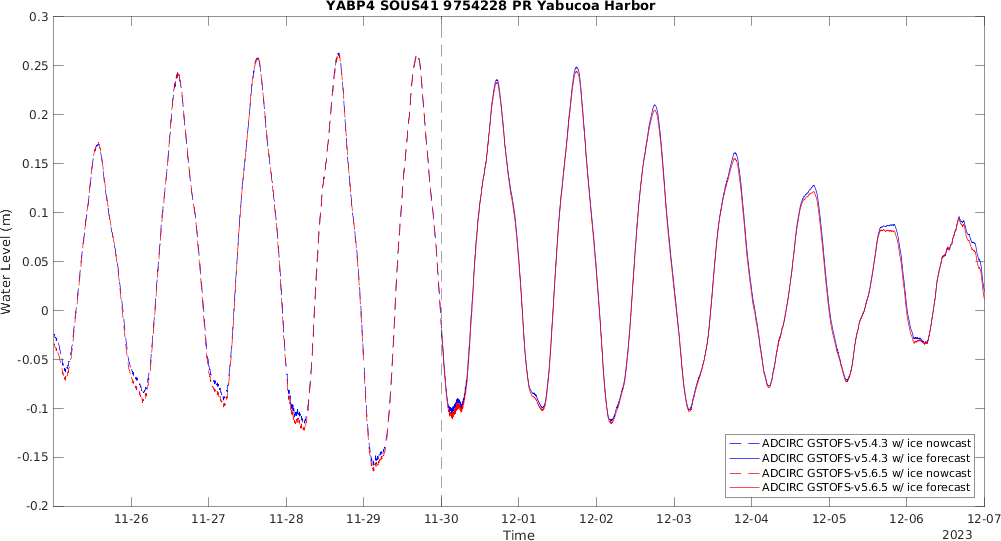 YABP4 SOUS41 9754228 PR Yabucoa Harbor
0.3
0.25
0.2
0.15
0.1
0.05
0
-0.05
-0.1
-0.15
-0.2
Water Level (m)
ADCIRC GSTOFS-v5.4.3 w/ ice nowcast
ADCIRC GSTOFS-v5.4.3 w/ ice forecast
ADCIRC GSTOFS-v5.6.5 w/ ice nowcast
ADCIRC GSTOFS-v5.6.5 w/ ice forecast
11-26 11-27 11-28 11-29 11-30 12-01 12-02 12-03 12-04 12-05 12-06 12-07
Time
2023